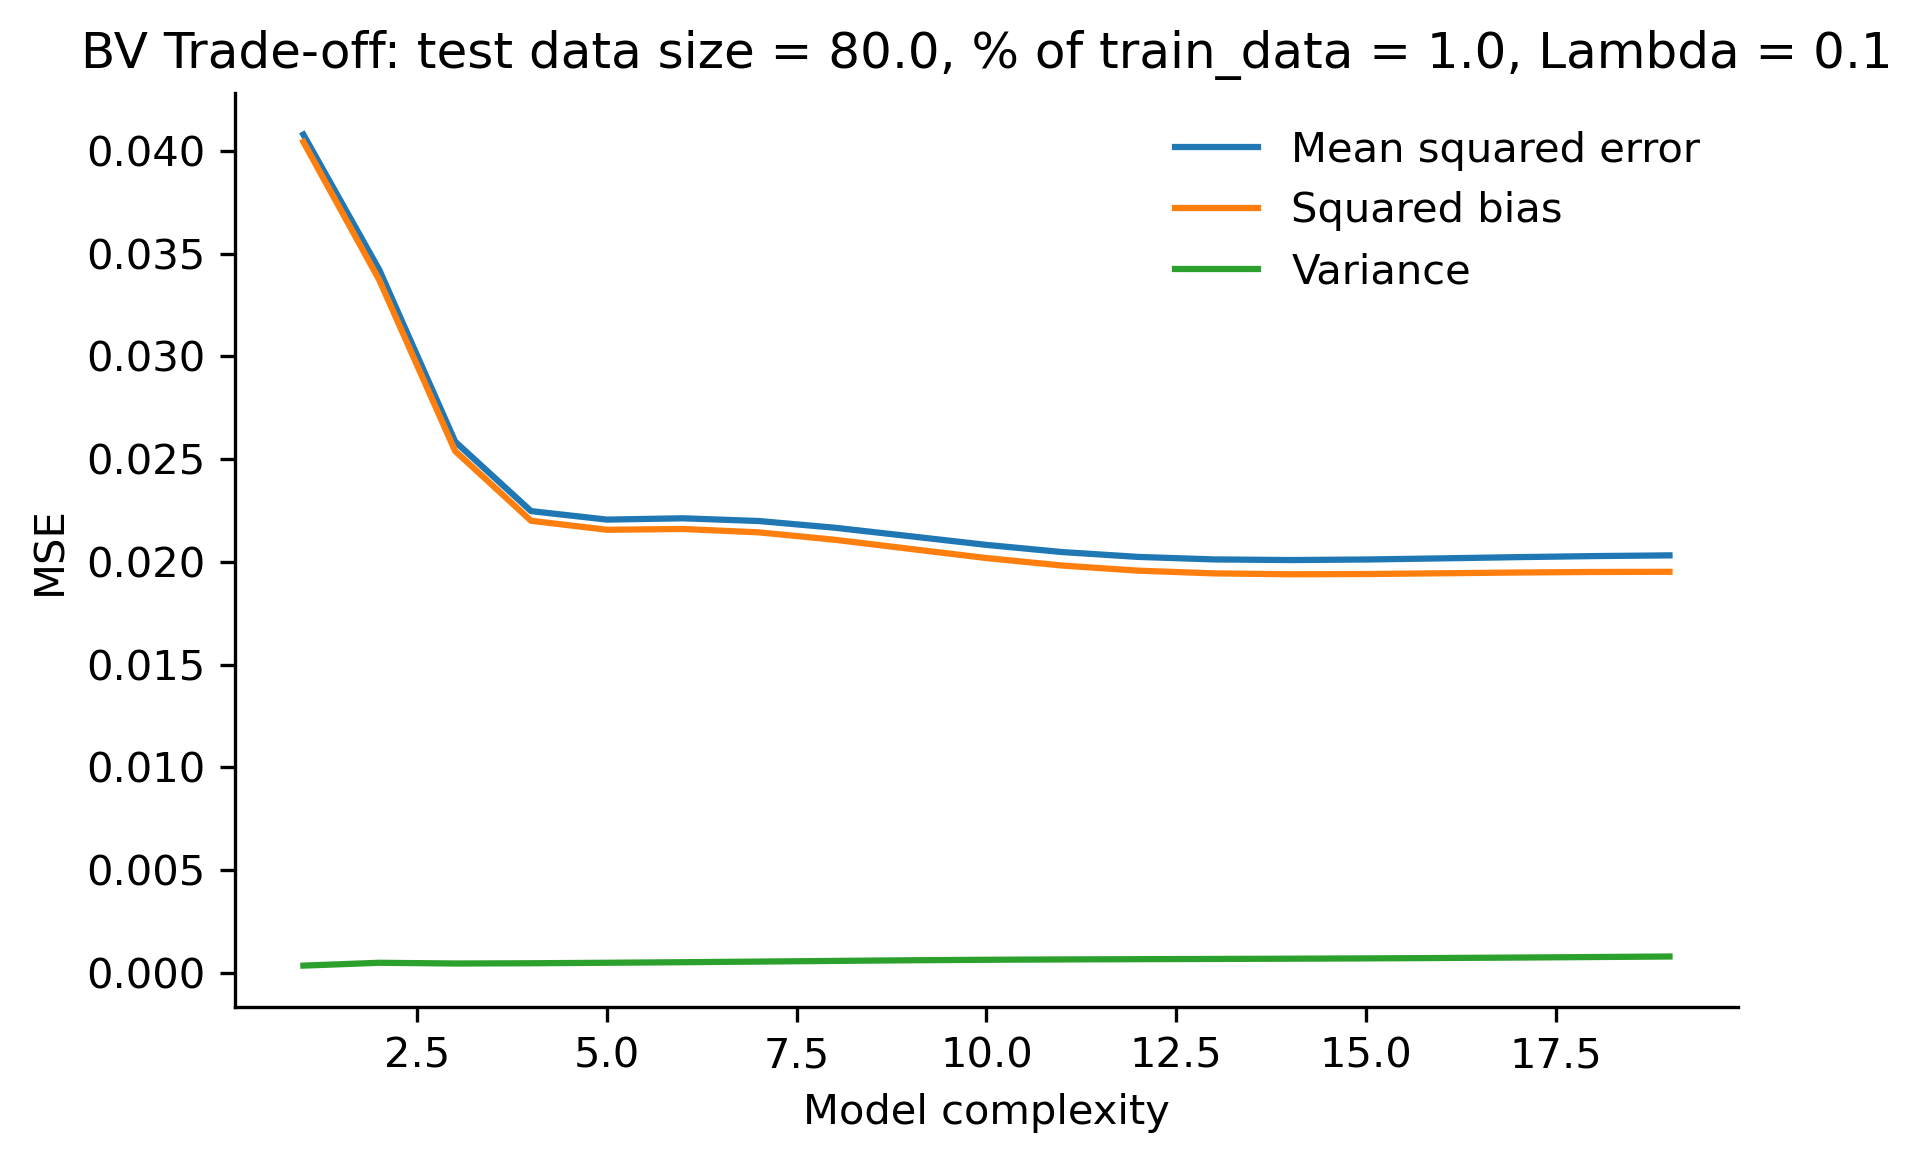 BV Trade-off: test data size = 80.0, % of train_data = 1.0, Lambda = 0.1
Mean squared error
Squared bias
Variance
MSE
0.040
0.035
0.030
0.025
0.020
0.015
0.010
0.005
0.000
2.5 5.0 7.5 10.0 12.5 15.0 17.5
Model complexity